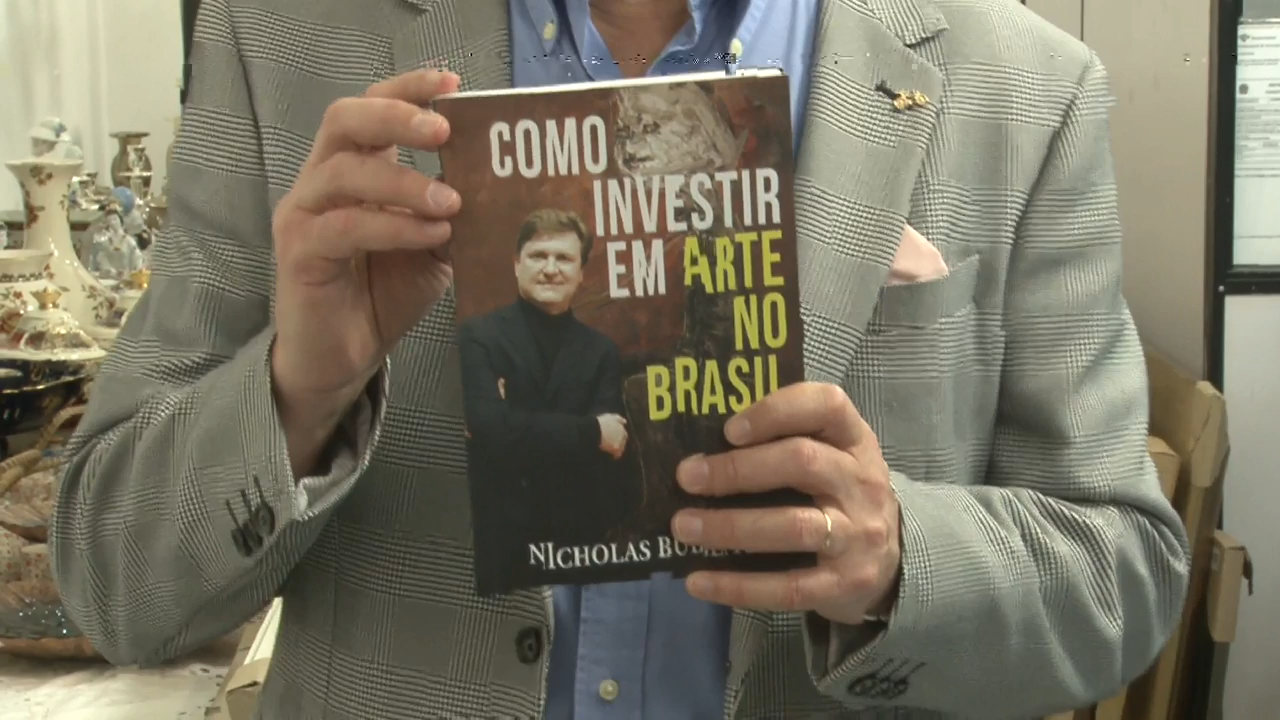 COMO
INVESTIR
EM ARTE
NO
BRASIL
NICHOLAS